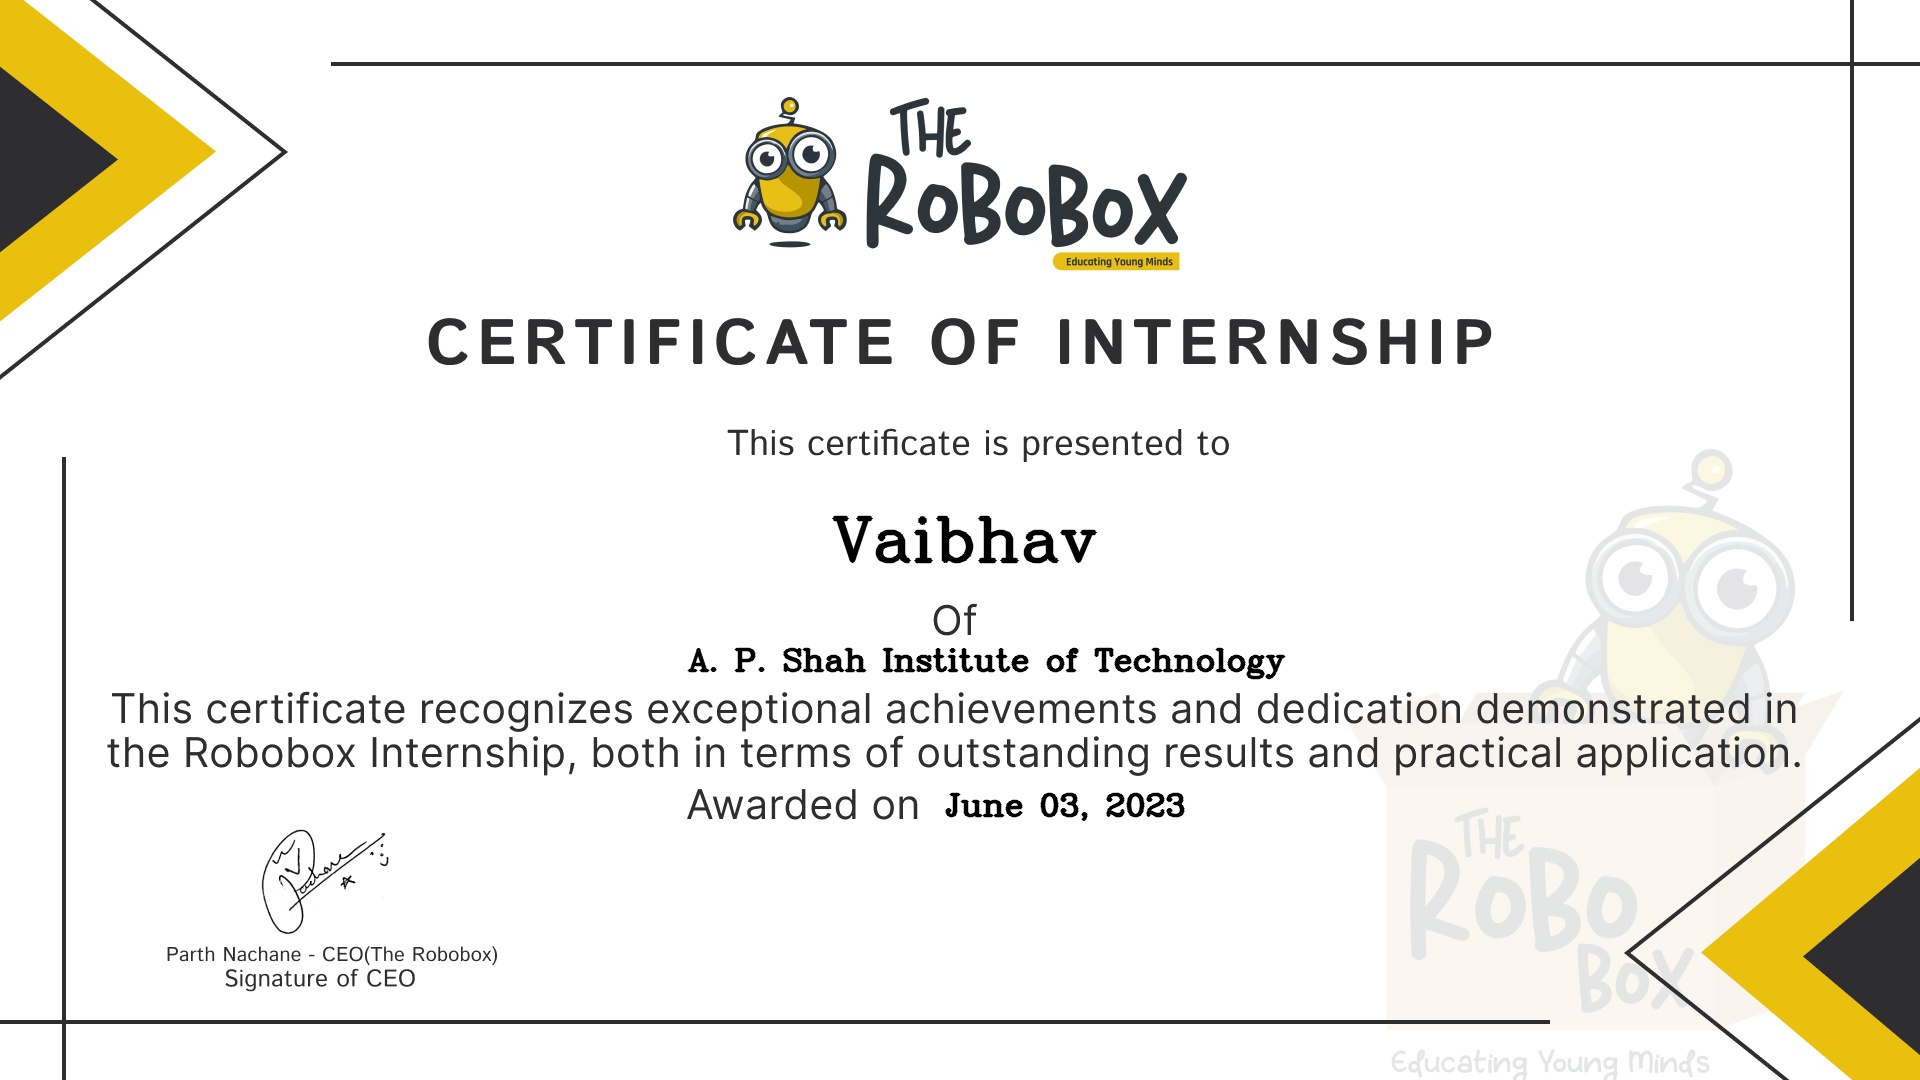 THE
ROBOBOX
Educating Young Minds
CERTIFICATE OF INTERNSHIP
This certificate is presented to
Vaibhav
Of
A. P. Shah Institute of Technology
This certificate recognizes exceptional achievements and dedication demonstrated in
the Robobox Internship, both in terms of outstanding results and practical application.
Awarded on June 03, 2023
Parth Nachane - CEO(The Robobox)
Signature of CEO
THE
ROBO
BOX
Educating Young Minds